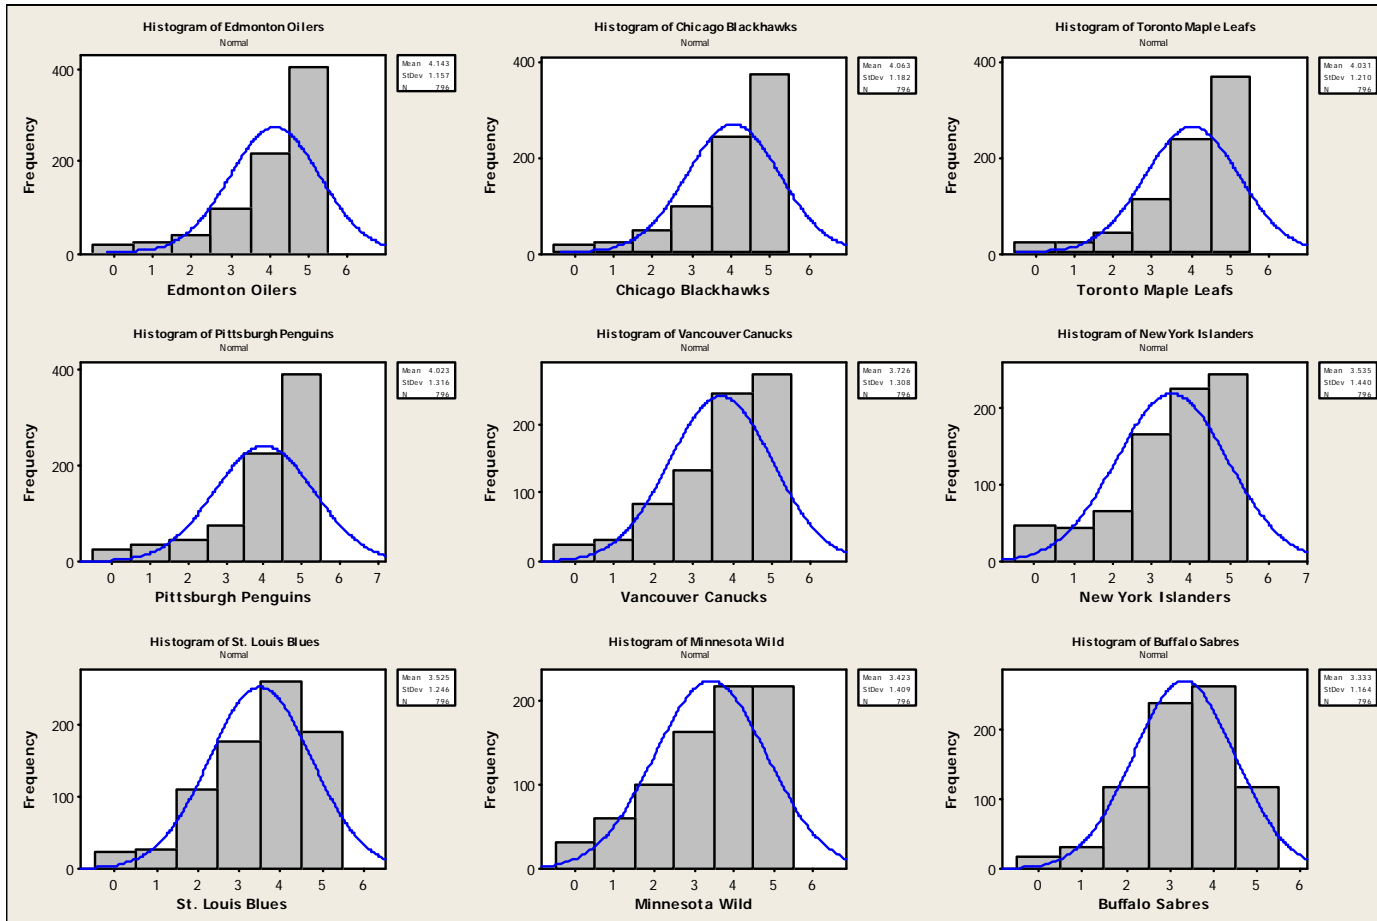 Histogram of Edmonton Oilers
Normal
Mean 4.143
StDev 1.157
N 796
Frequency
400
200
0
0 1 2 3 4 5 6
Edmonton Oilers
Histogram of Chicago Blackhawks
Normal
Mean 4.063
StDev 1.182
N 796
Frequency
400
200
0
0 1 2 3 4 5 6
Chicago Blackhawks
Histogram of Toronto Maple Leafs
Normal
Mean 4.031
StDev 1.210
N 796
Frequency
400
200
0
0 1 2 3 4 5 6
Toronto Maple Leafs
Histogram of Pittsburgh Penguins
Normal
Mean 4.023
StDev 1.316
N 796
Frequency
400
200
0
0 1 2 3 4 5 6 7
Pittsburgh Penguins
Histogram of Vancouver Canucks
Normal
Mean 3.726
StDev 1.308
N 796
Frequency
200
100
0
0 1 2 3 4 5 6
Vancouver Canucks
Histogram of New York Islanders
Normal
Mean 3.535
StDev 1.440
N 796
Frequency
200
100
0
0 1 2 3 4 5 6 7
New York Islanders
Histogram of St. Louis Blues
Normal
Mean 3.525
StDev 1.246
N 796
Frequency
200
100
0
0 1 2 3 4 5 6
St. Louis Blues
Histogram of Minnesota Wild
Normal
Mean 3.423
StDev 1.409
N 796
Frequency
200
100
0
0 1 2 3 4 5 6
Minnesota Wild
Histogram of Buffalo Sabres
Normal
Mean 3.333
StDev 1.164
N 796
Frequency
200
100
0
0 1 2 3 4 5 6
Buffalo Sabres